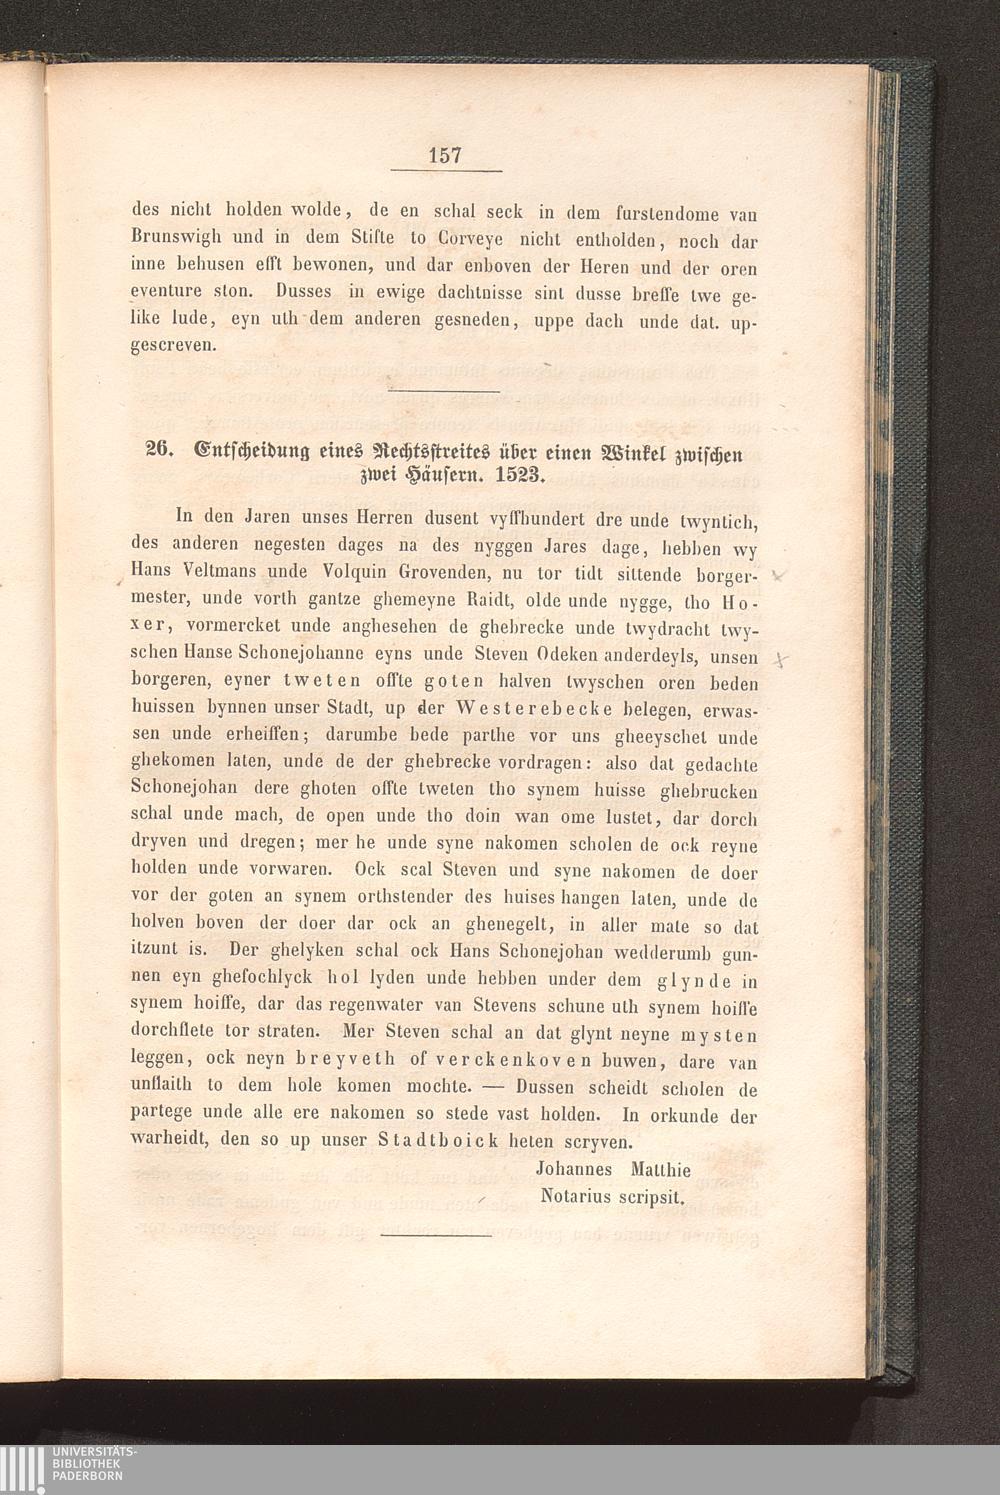 157
des nicht holden wolde, de en schal seck in dem furstendome van
Brunswigh und in dem Stifte to Corveye nicht entholden, noch dar
inne behusen efft bewonen, und dar enboven der Heren und der oren
eventure ston. Dusses in ewige dachtnisse sint dusse breffe twe ge-
like lude, eyn uth dem anderen gesneden, uppe dach unde dat. up-
gescreven.
26. Entscheidung eines Rechtsstreites über einen Winkel zwischen
zwei Häusern. 1523.
In den Jaren unses Herren dusent vyffhundert dre unde twyntich,
des anderen negesten dages na des nyggen Jares dage, hebben wy
Hans Veltmans unde Volquin Grovenden, nu tor tidt sittende borger-
mester, unde vorth gantze ghemeyne Raidt, olde unde nygge, tho Ho-
xer, vormercket unde anghesehen de ghebrecke unde twydracht twy-
schen Hanse Schonejohanne eyns unde Steven Odeken anderdeyls, unsen
borgeren, eyner tweten offte goten halven twyschen oren beden
huissen bynnen unser Stadt, up der Westerebecke belegen, erwas-
sen unde erheiffen; darumbe bede parthe vor uns gheeyschet unde
ghekomen laten, unde de der ghebrecke vordragen: also dat gedachte
Schonejohan dere ghoten offte tweten tho synem huisse ghebrucken
schal unde mach, de open unde tho doin wan ome lustet, dar dorch
dryven und dregen; mer he unde syne nakomen scholen de ock reyne
holden unde vorwaren. Ock scal Steven und syne nakomen de doer
vor der goten an synem orthstender des huises hangen laten, unde de
holven boven der doer dar ock an ghenegelt, in aller mate so dat
itzunt is. Der ghelyken schal ock Hans Schonejohan wedderumb gun-
nen eyn ghefochlyck hol lyden unde hebben under dem glynde in
synem hoiffe, dar das regenwater van Stevens schune uth synem hoiffe
dorchflete tor straten. Mer Steven schal an dat glynt neyne mysten
leggen, ock neyn breyveth of verckenkoven buwen, dare van
unflaith to dem hole komen mochte. — Dussen scheidt scholen de
partege unde alle ere nakomen so stede vast holden. In orkunde der
warheidt, den so up unser Stadtboick heten scryven.
Johannes Matthie
Notarius scripsit.
UNIVERSITÄTS-
BIBLIOTHEK
PADERBORN